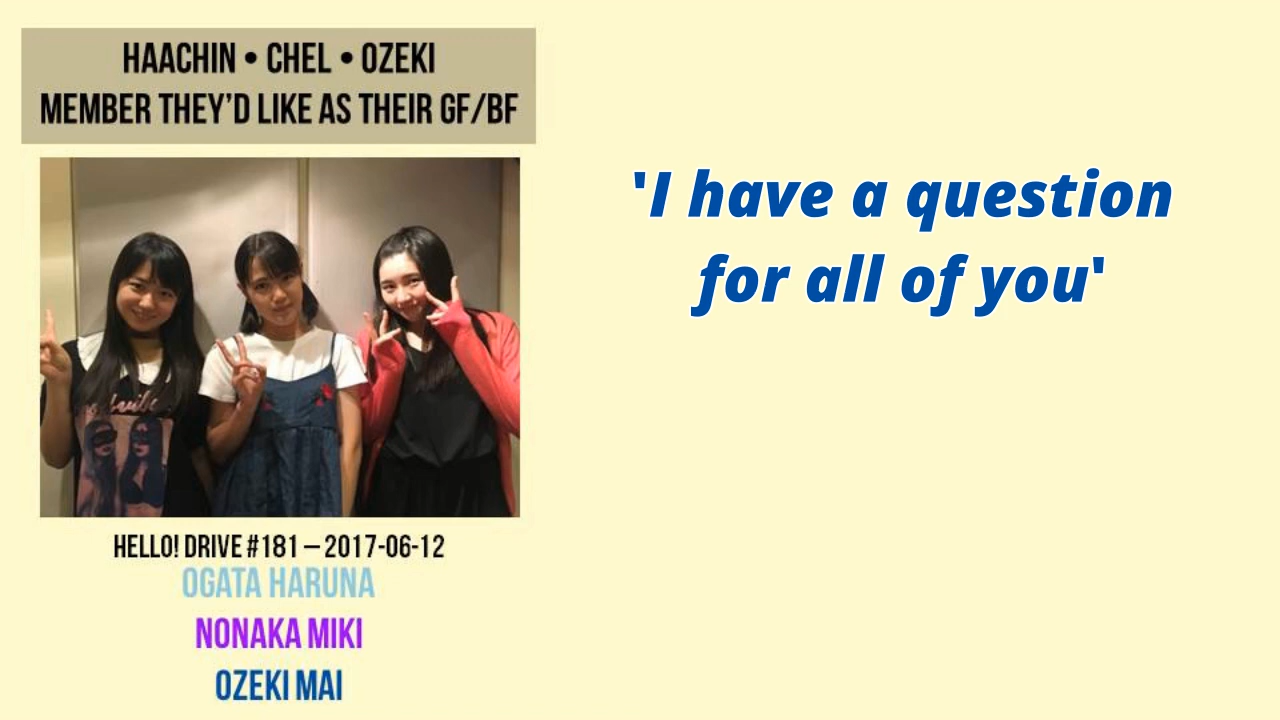 HAACHIN • CHEL • OZEKI
MEMBER THEY'D LIKE AS THEIR GF/BF
'I have a question
for all of you'
HELLO! DRIVE #181 – 2017-06-12
OGATA HARUNA
NONAKA MIKI
OZEKI MAI